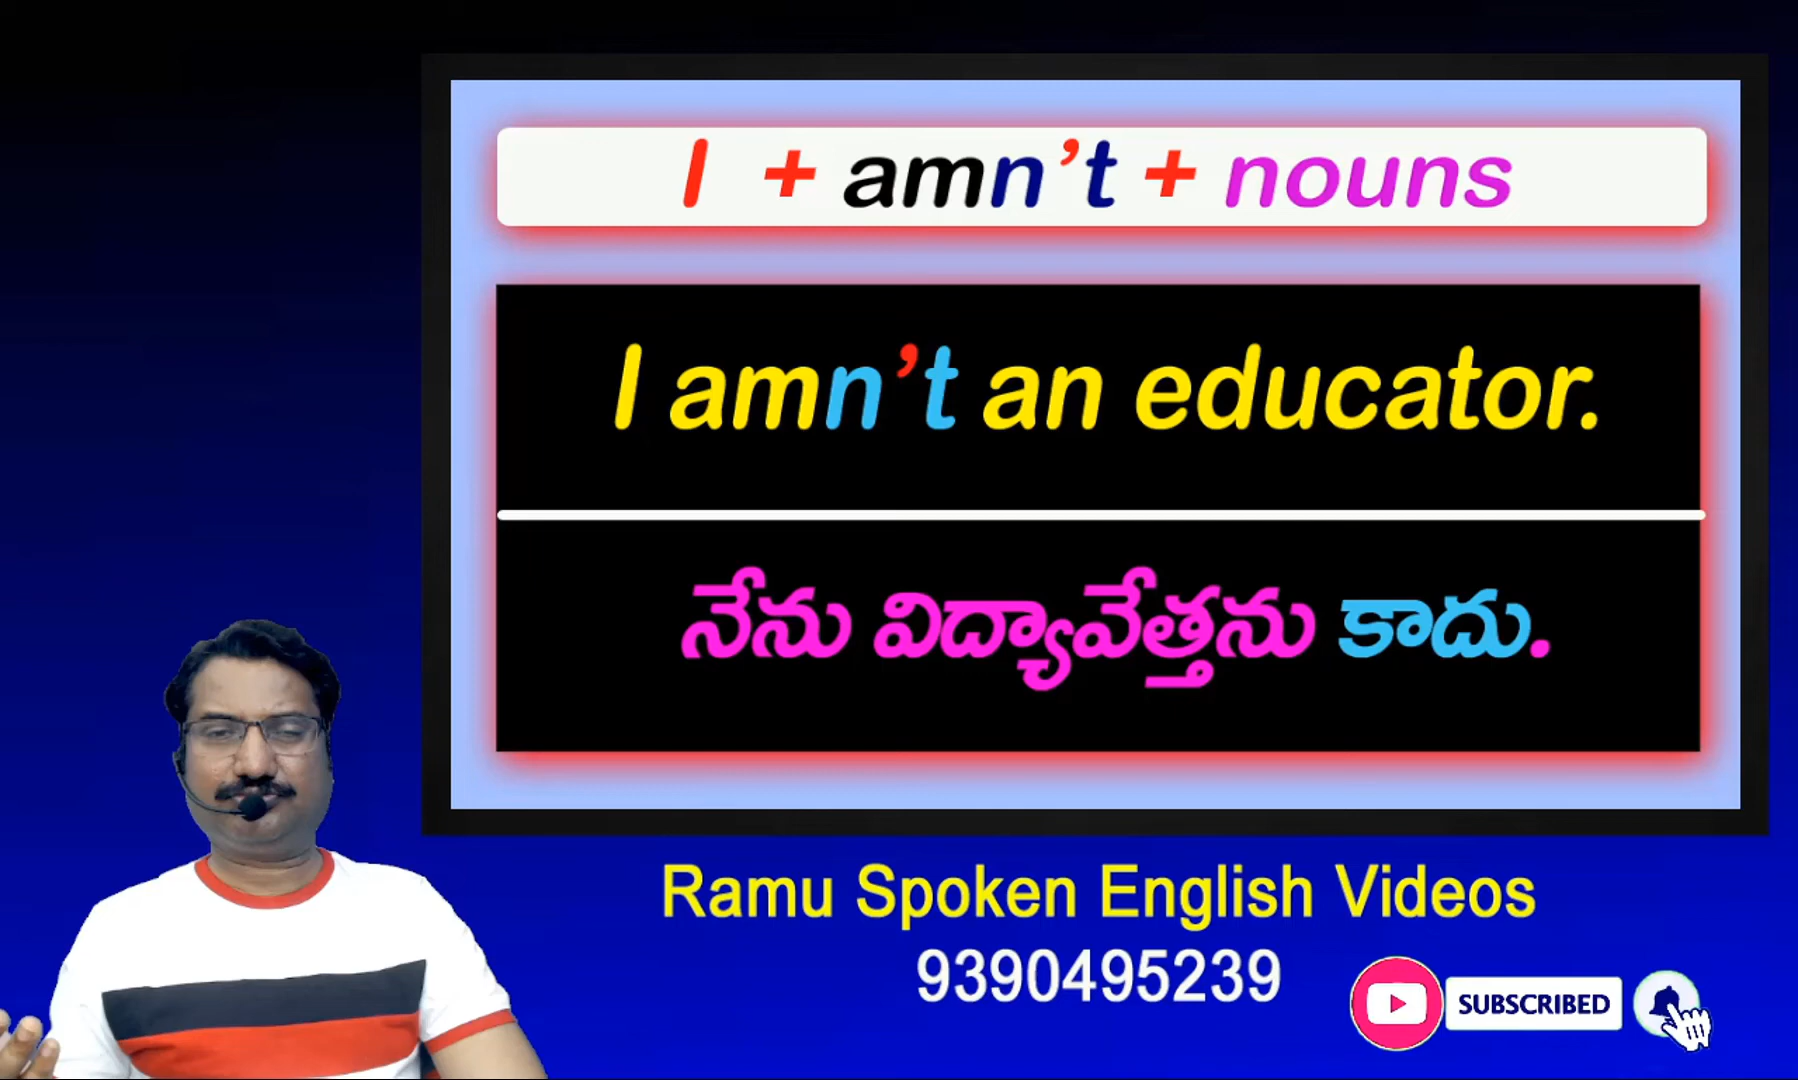 I + amn’t + nouns
I amn’t an educator.
నేను విద్యావేత్తను కాదు.
Ramu Spoken English Videos
9390495239
SUBSCRIBED